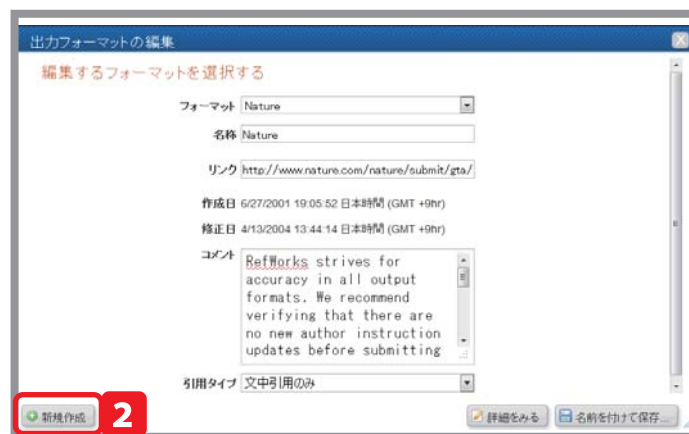 出力フォーマットの編集
編集するフォーマットを選択する
フォーマット Nature
名称 Nature
リンク http://www.nature.com/nature/submit/gta/
作成日 6/27/2001 19:05:52 日本時間 (GMT +9hr)
修正日 4/13/2004 13:44:14 日本時間 (GMT +9hr)
コメント RefWorks strives for
accuracy in all output
formats. We recommend
verifying that there are
no new author instruction
updates before submitting
引用タイプ 文中引用のみ
新規作成 2 詳細をみる 名前を付けて保存...